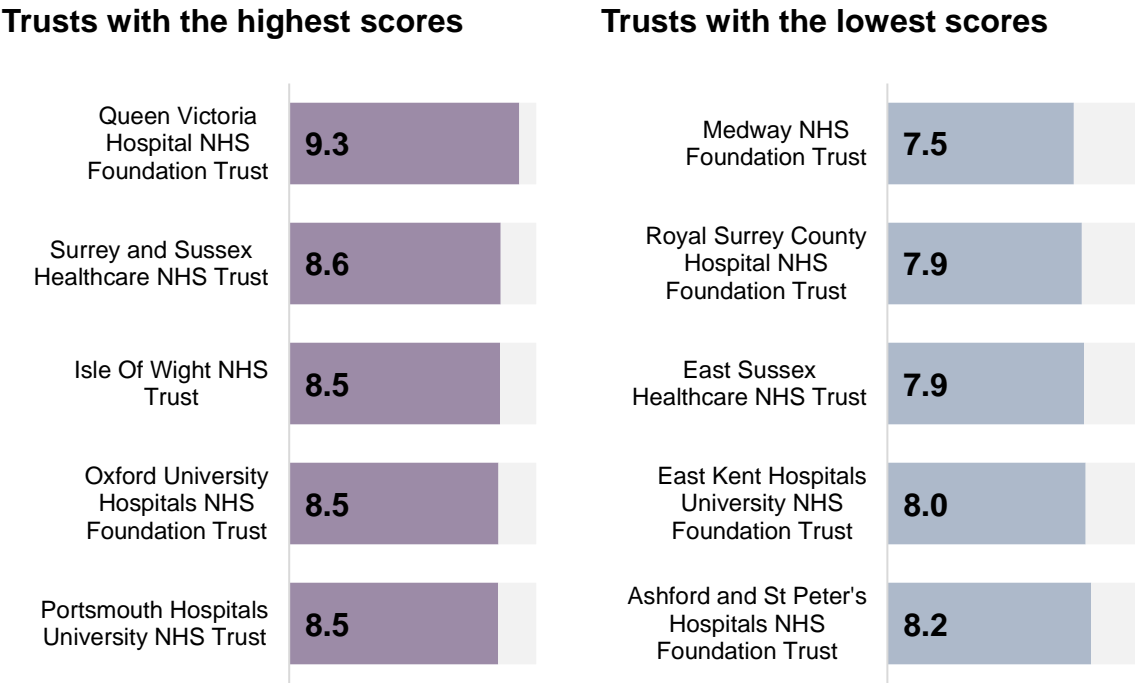 Trusts with the highest scores
Queen Victoria
Hospital NHS
Foundation Trust
9.3
Surrey and Sussex
Healthcare NHS Trust
8.6
Isle Of Wight NHS
Trust
8.5
Oxford University
Hospitals NHS
Foundation Trust
8.5
Portsmouth Hospitals
University NHS Trust
8.5
Trusts with the lowest scores
Medway NHS
Foundation Trust
7.5
Royal Surrey County
Hospital NHS
Foundation Trust
7.9
East Sussex
Healthcare NHS Trust
7.9
East Kent Hospitals
University NHS
Foundation Trust
8.0
Ashford and St Peter's
Hospitals NHS
Foundation Trust
8.2